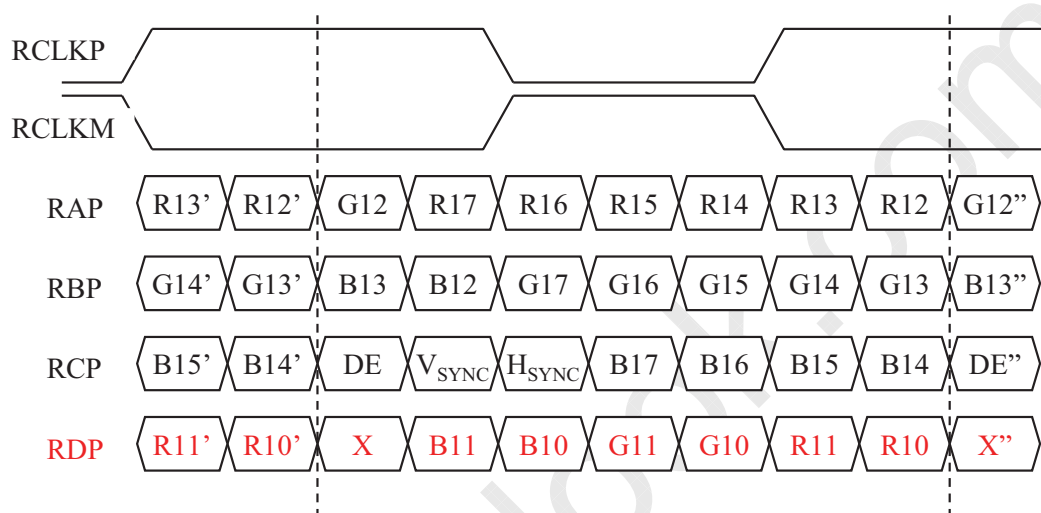 RCLKP
RCLKM
RAP R13’ R12’ G12 R17 R16 R15 R14 R13 R12 G12”
RBP G14’ G13’ B13 B12 G17 G16 G15 G14 G13 B13”
RCP B15’ B14’ DE VSYNC HSYNC B17 B16 B15 B14 DE”
RDP R11’ R10’ X B11 B10 G11 G10 R11 R10 X”